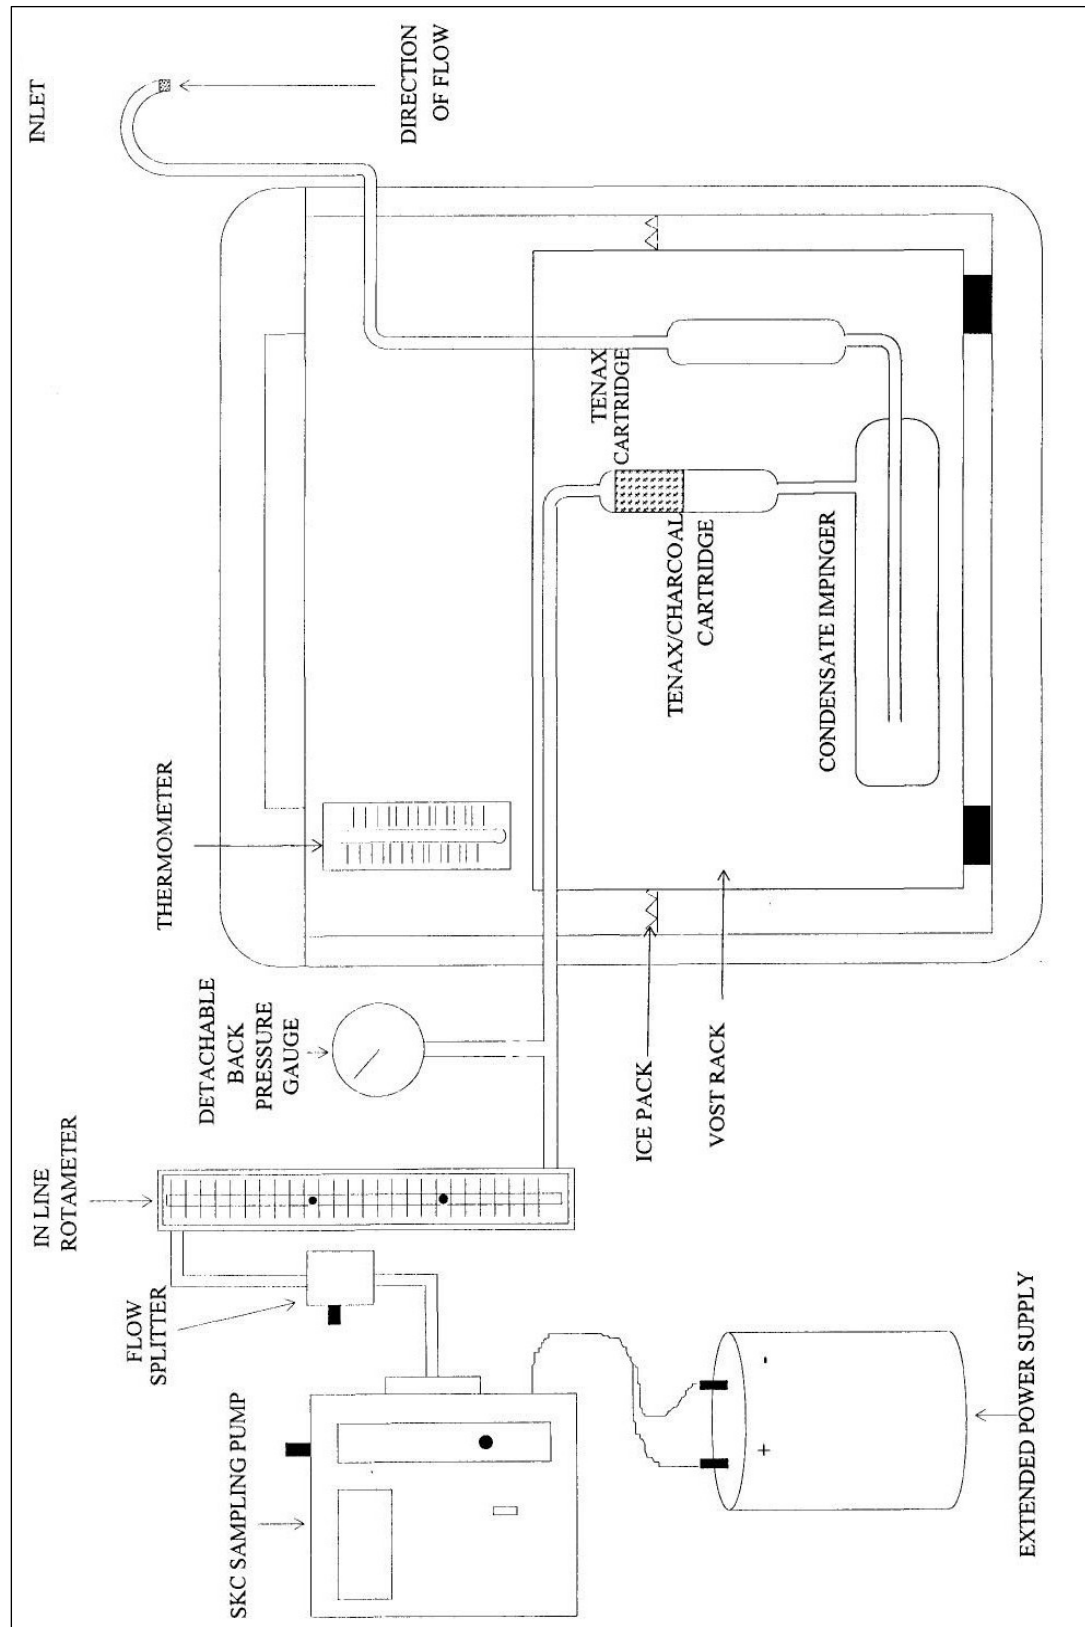 INLET
DIRECTION
OF FLOW
TENAX
CARTRIDGE
TENAX/CHARCOAL
CARTRIDGE
CONDENSATE IMPINGER
THERMOMETER
DETACHABLE
BACK
PRESSURE
GAUGE
ICE PACK
VOST RACK
IN LINE
ROTAMETER
FLOW
SPLITTER
SKC SAMPLING PUMP
+
-
EXTENDED POWER SUPPLY